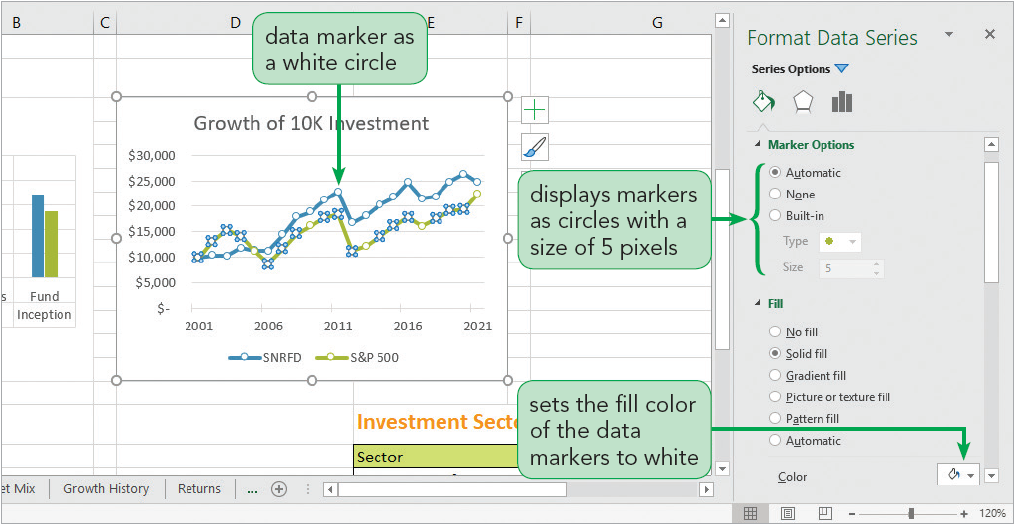 B C D E F G
data marker as
a white circle
Growth of 10K Investment
$30,000
$25,000
$20,000
$15,000
$10,000
$5,000
$-
2001 2006 2011 2016 2021
SNRFD S&P 500
s Fund
Inception
displays markers
as circles with a
size of 5 pixels
sets the fill color
of the data
markers to white
Investment Sect
Sector
et Mix Growth History Returns ...
Format Data Series
Series Options
Marker Options
Automatic
None
Built-in
Type
Size 5
Fill
No fill
Solid fill
Gradient fill
Picture or texture fill
Pattern fill
Automatic
Color
120%